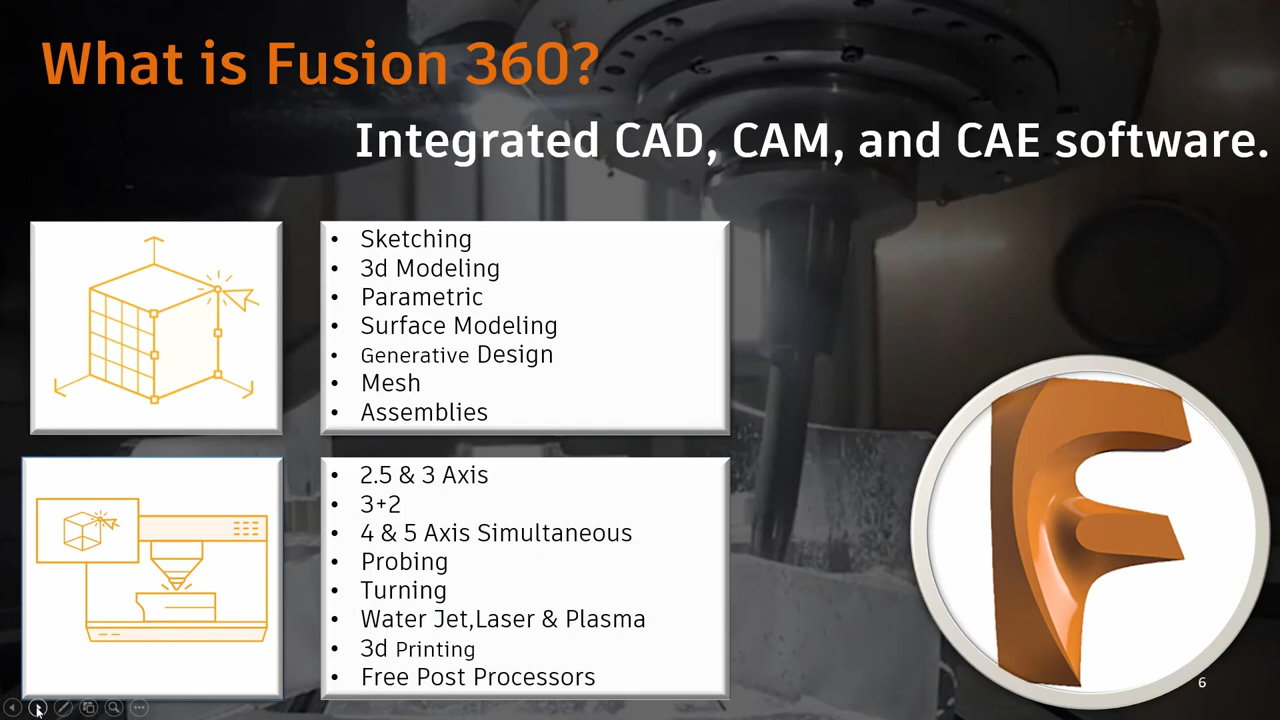 What is Fusion 360?
Integrated CAD, CAM, and CAE software.
• Sketching
• 3d Modeling
• Parametric
• Surface Modeling
• Generative Design
• Mesh
• Assemblies
• 2.5 & 3 Axis
• 3+2
• 4 & 5 Axis Simultaneous
• Probing
• Turning
• Water Jet,Laser & Plasma
• 3d Printing
• Free Post Processors
F
6